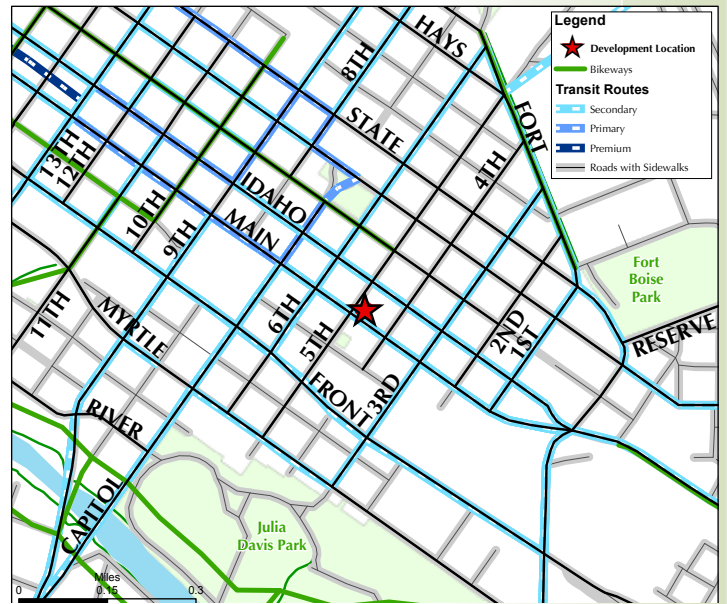 HAYS
8TH
STATE
FORT
4TH
13TH
12TH
IDAHO
MAIN
10TH
9TH
6TH
5TH
2ND
1ST
11TH
MYRTLE
FRONT
3RD
RESERVE
RIVER
CAPITOL
Fort
Boise
Park
Julia
Davis Park
Legend
Development Location
Bikeways
Transit Routes
Secondary
Primary
Premium
Roads with Sidewalks
Miles
0 0.15 0.3